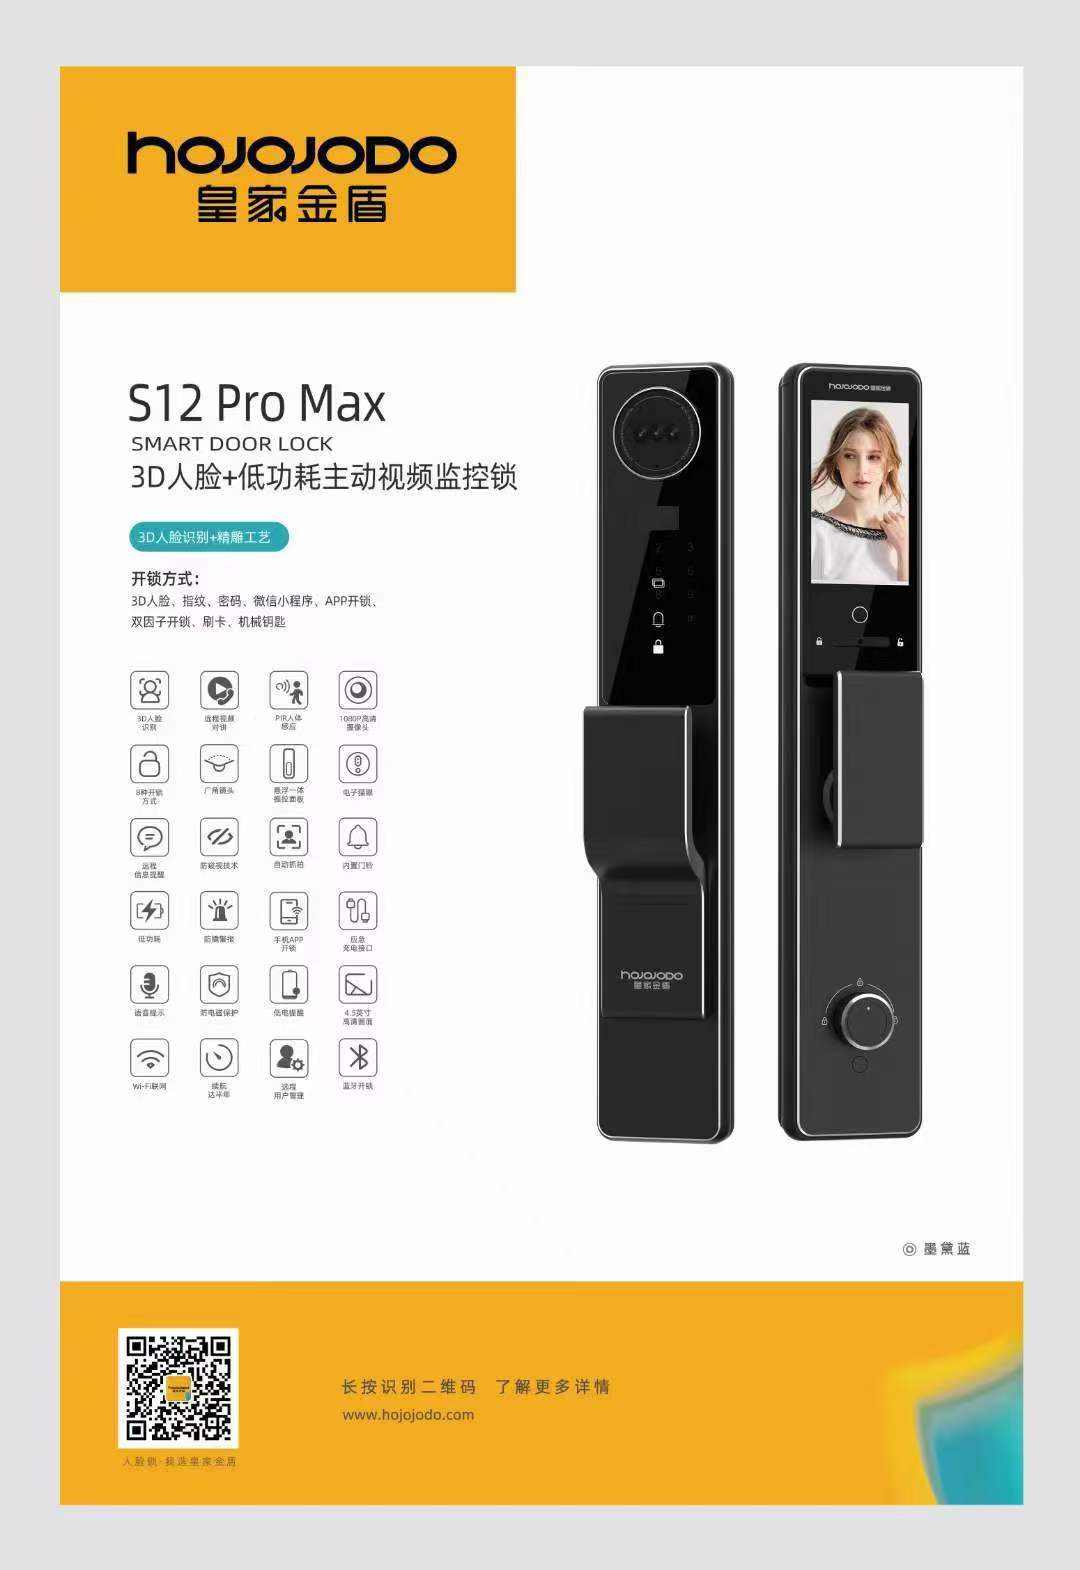 hojojodo
皇家金盾
S12 Pro Max
SMART DOOR LOCK
3D人脸+低功耗主动视频监控锁
3D人脸识别+精雕工艺
开锁方式：
3D人脸、指纹、密码、微信小程序、APP开锁、
双因子开锁、刷卡、机械钥匙
3D人脸
识别
远程视频
对讲
PIR人体
感应
1080P高清
摄像头
8种开锁
方式
广角镜头
悬浮一体
操控面板
电子猫眼
远程
信息提醒
防窥视技术
自动抓拍
内置门铃
低功耗
防撬警报
手机APP
开锁
应急
充电接口
语音提示
防电磁保护
低电提醒
4.5英寸
高清画面
Wi-Fi联网
续航
达半年
远程
用户管理
蓝牙开锁
hojojodo
皇家金盾
hojojodo 皇家金盾
墨黛蓝
长按识别二维码 了解更多详情
www.hojojodo.com
人脸锁·我选皇家金盾